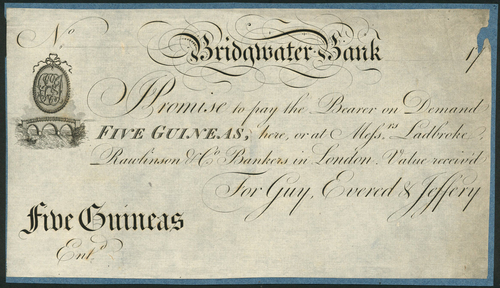 No
Bridgwater Bank 17
I Promise to pay the Bearer on Demand
FIVE GUINEAS, here, or at Messrs Ladbroke,
Rawlinson & Co. Bankers in London. Value receiv'd
For Guy, Evered & Jeffery
Five Guineas
Entd